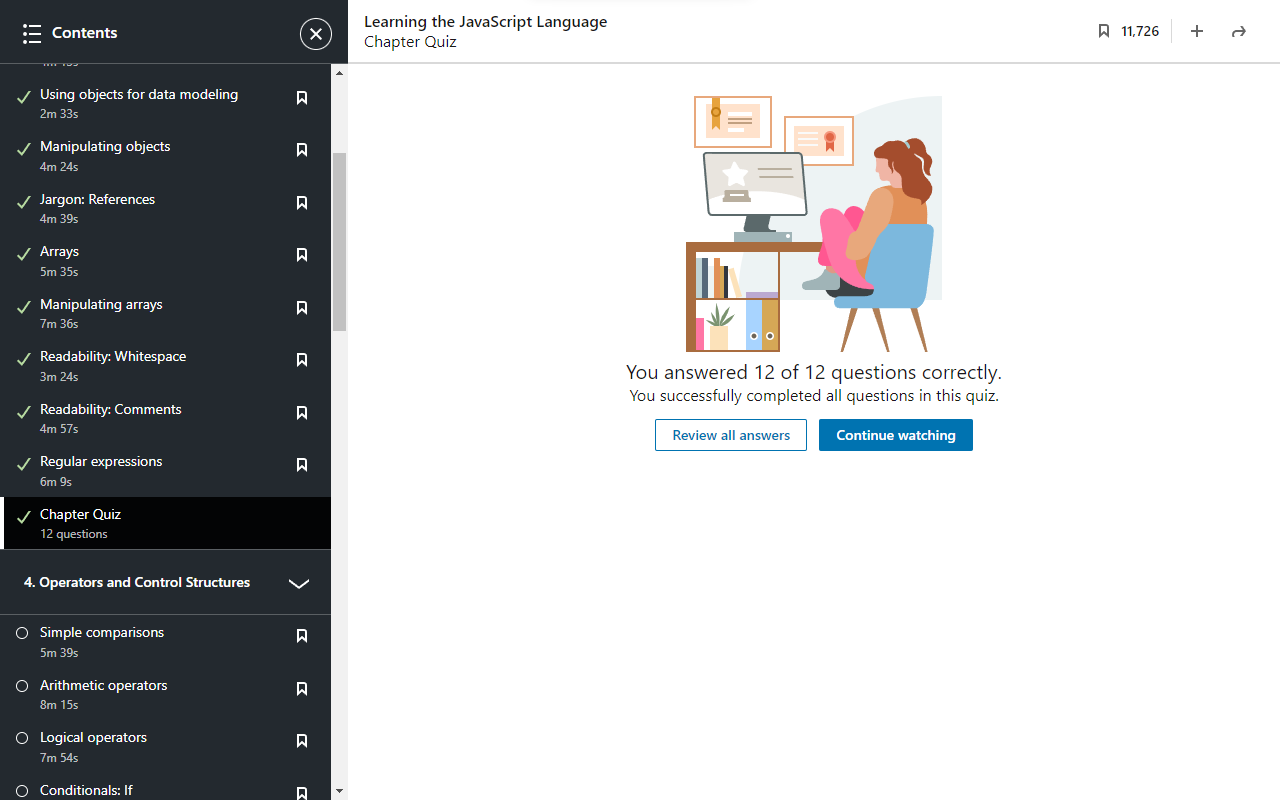 Contents
Learning the JavaScript Language
Chapter Quiz
11,726
Using objects for data modeling
2m 33s
Manipulating objects
4m 24s
Jargon: References
4m 39s
Arrays
5m 35s
Manipulating arrays
7m 36s
Readability: Whitespace
3m 24s
Readability: Comments
4m 57s
Regular expressions
6m 9s
Chapter Quiz
12 questions
4. Operators and Control Structures
Simple comparisons
5m 39s
Arithmetic operators
8m 15s
Logical operators
7m 54s
Conditionals: If
You answered 12 of 12 questions correctly.
You successfully completed all questions in this quiz.
Review all answers
Continue watching